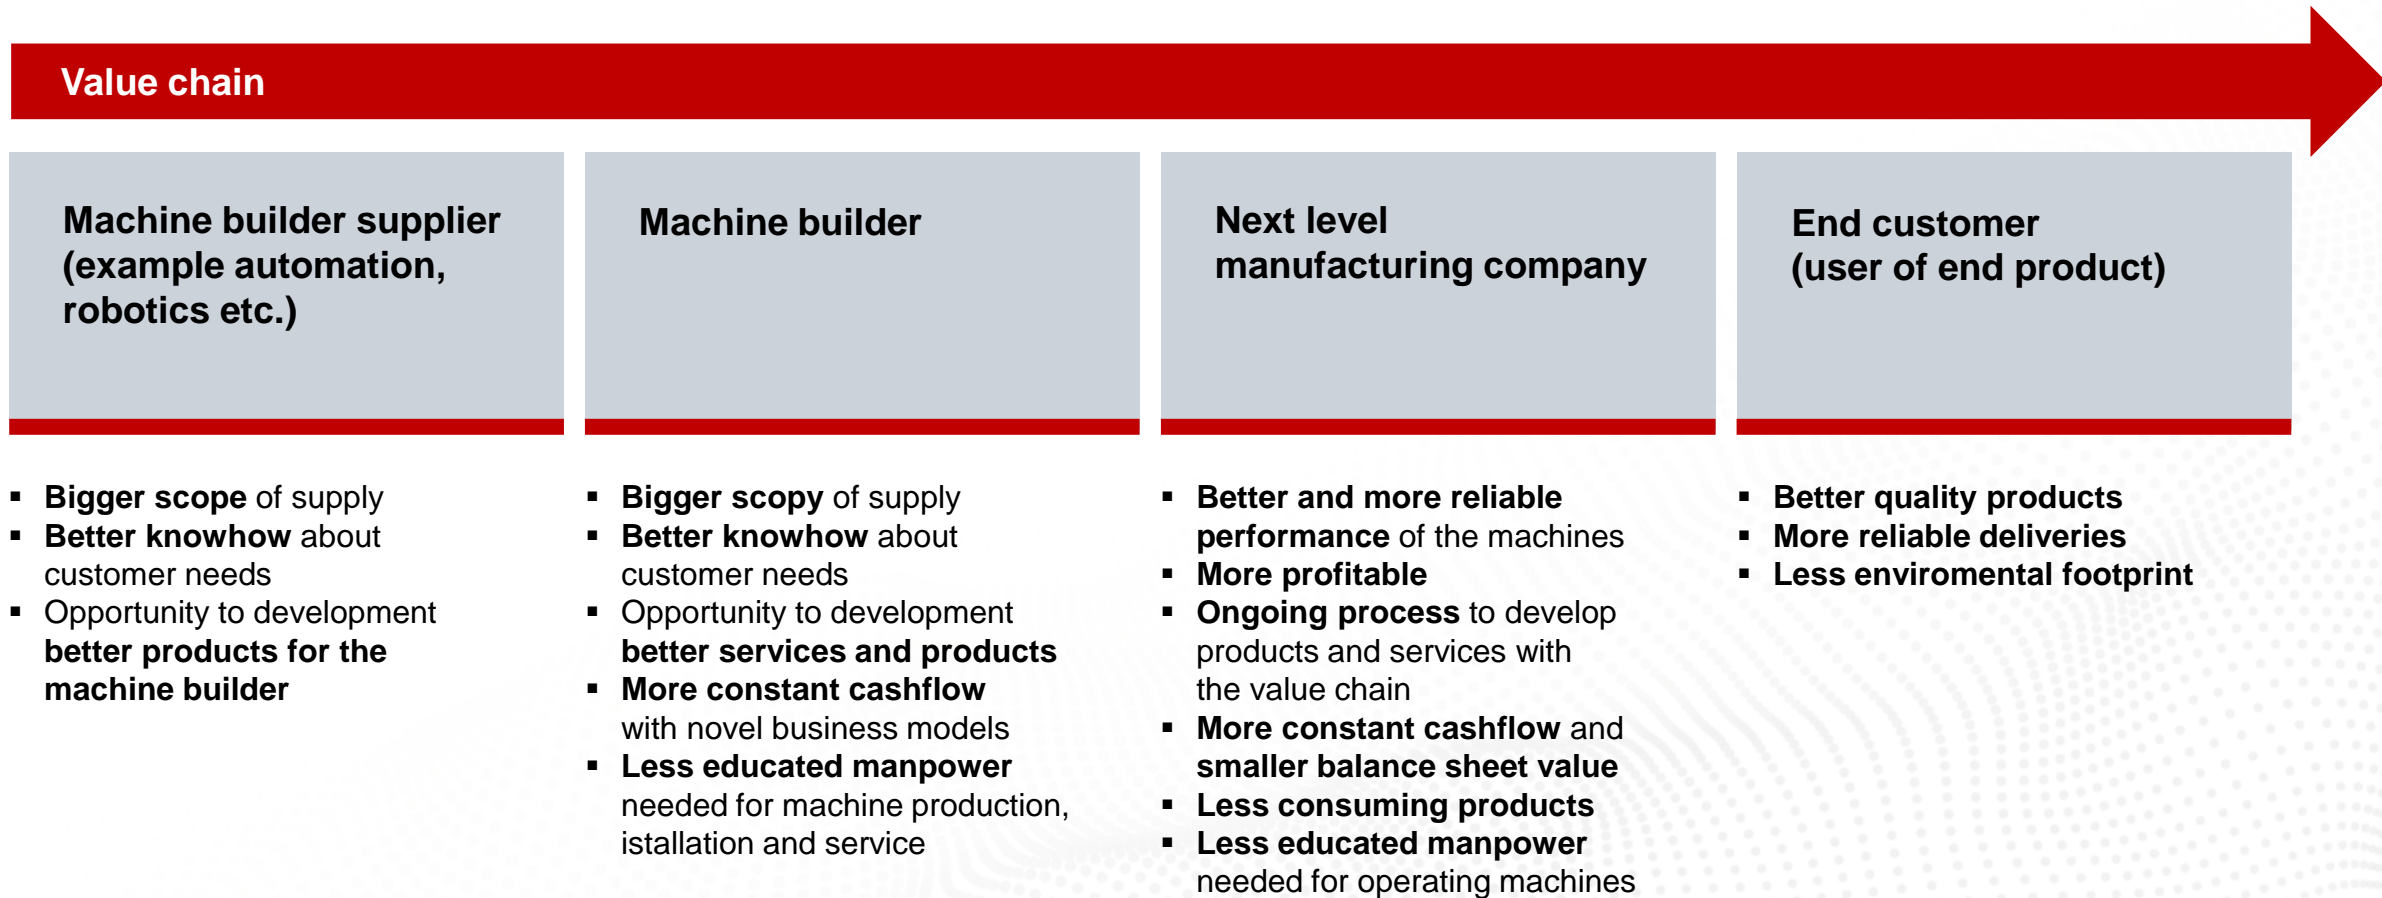 Value chain
Machine builder supplier
(example automation,
robotics etc.)
Machine builder
Next level
manufacturing company
End customer
(user of end product)
▪ Bigger scope of supply
▪ Better knowhow about
customer needs
▪ Opportunity to development
better products for the
machine builder
▪ Bigger scopy of supply
▪ Better knowhow about
customer needs
▪ Opportunity to development
better services and products
▪ More constant cashflow
with novel business models
▪ Less educated manpower
needed for machine production,
istallation and service
▪ Better and more reliable
performance of the machines
▪ More profitable
▪ Ongoing process to develop
products and services with
the value chain
▪ More constant cashflow and
smaller balance sheet value
▪ Less consuming products
▪ Less educated manpower
needed for operating machines
▪ Better quality products
▪ More reliable deliveries
▪ Less enviromental footprint